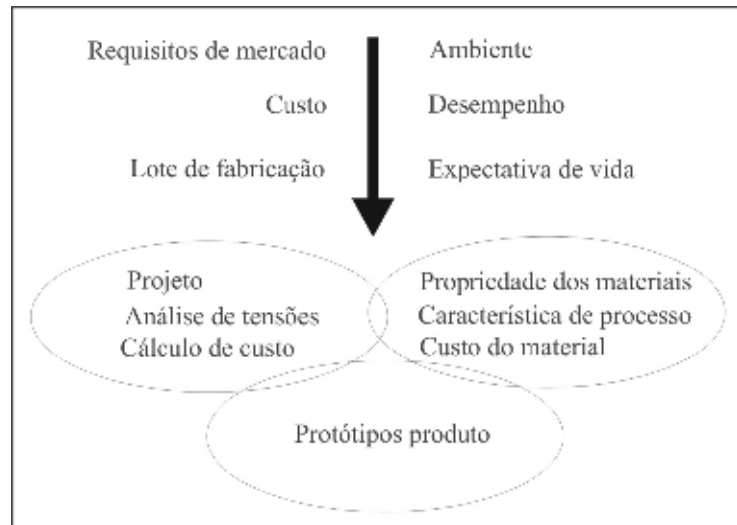 Requisitos de mercado
Ambiente
Custo
Desempenho
Lote de fabricação
Expectativa de vida
Projeto
Análise de tensões
Cálculo de custo
Propriedade dos materiais
Característica de processo
Custo do material
Protótipos produto